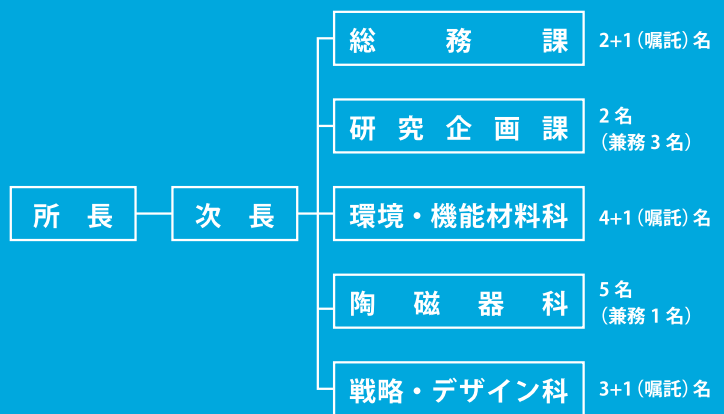 総務課
2+1(嘱託)名
研究企画課
2名
(兼務3名)
所長
次長
環境・機能材料科
4+1(嘱託)名
陶磁器科
5名
(兼務1名)
戦略・デザイン科
3+1(嘱託)名